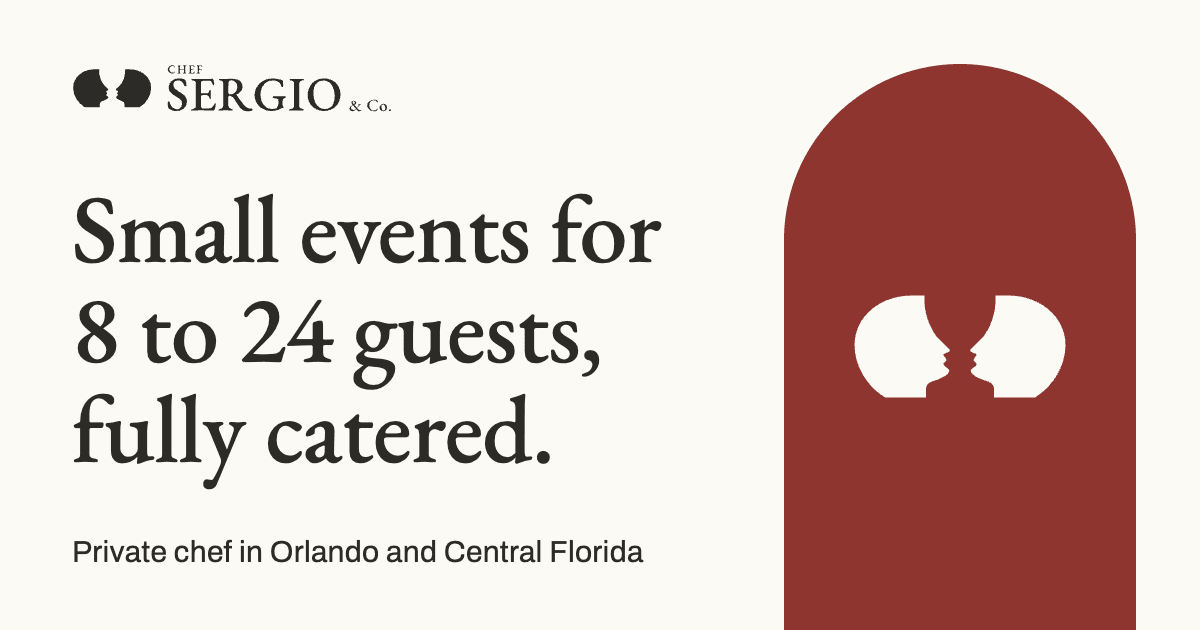 CHEF
SERGIO & Co.
Small events for
8 to 24 guests,
fully catered.
Private chef in Orlando and Central Florida